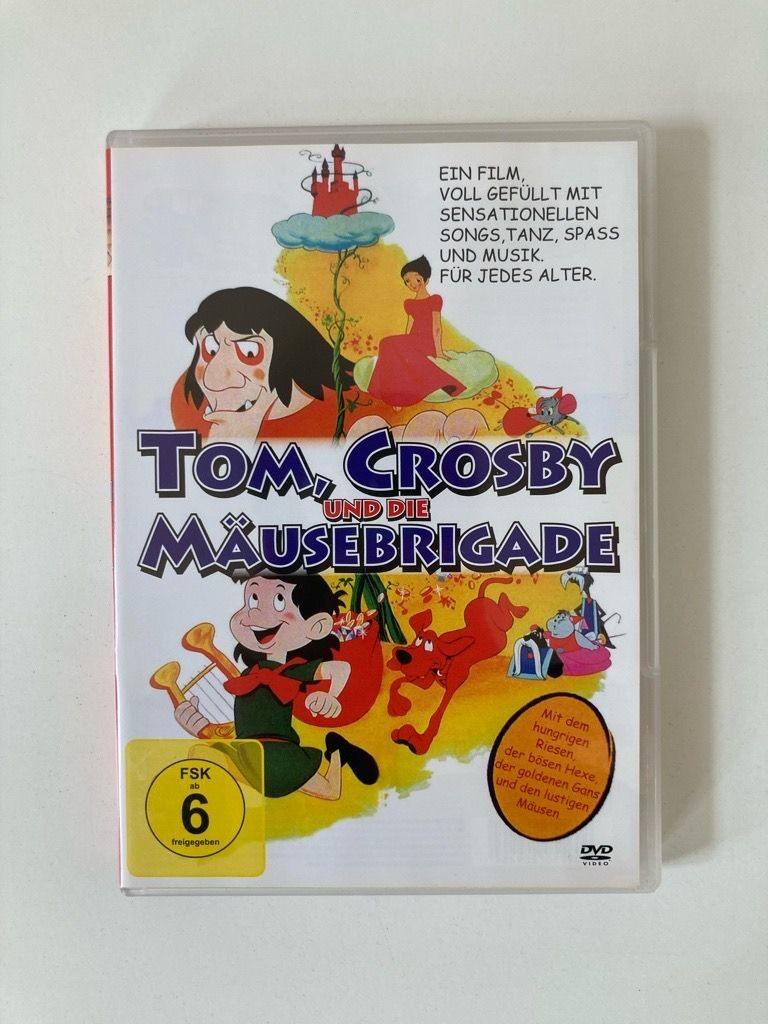 EIN FILM,
VOLL GEFÜLLT MIT
SENSATIONELLEN
SONGS,TANZ, SPASS
UND MUSIK.
FÜR JEDES ALTER.
TOM, CROSBY
UND DIE
MÄUSEBRIGADE
Mit dem
hungrigen
Riesen,
der bösen Hexe,
der goldenen Gans
und den lustigen
Mäusen
FSK
ab
6
freigegeben
DVD
VIDEO